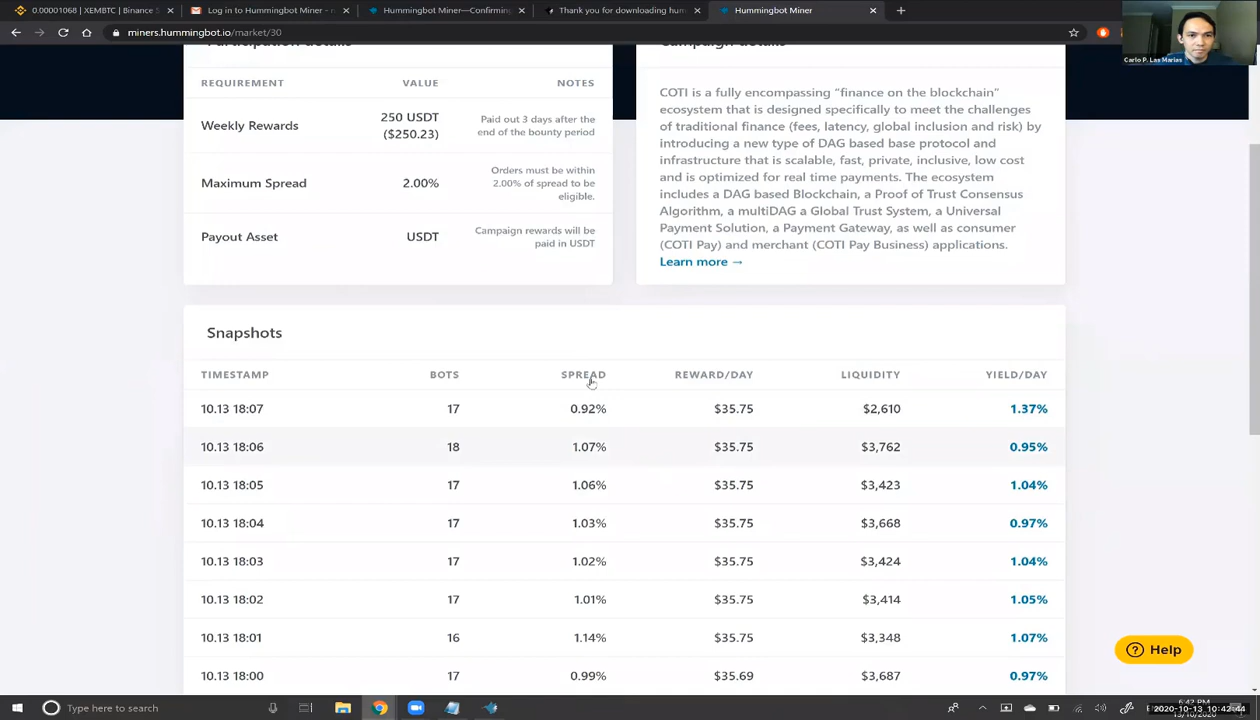 0.00001068 | XEMBTC | Binance
Log in to Hummingbot Miner -
Hummingbot Miner—Confirming
Thank you for downloading hum
Hummingbot Miner
miners.hummingbot.io/market/30
Carlo P. Las Marias
Participation details
REQUIREMENT VALUE NOTES
Weekly Rewards
250 USDT
($250.23)
Paid out 3 days after the
end of the bounty period
Maximum Spread
2.00%
Orders must be within
2.00% of spread to be
eligible.
Payout Asset
USDT
Campaign rewards will be
paid in USDT
Campaign details
COTI is a fully encompassing “finance on the blockchain”
ecosystem that is designed specifically to meet the challenges
of traditional finance (fees, latency, global inclusion and risk) by
introducing a new type of DAG based base protocol and
infrastructure that is scalable, fast, private, inclusive, low cost
and is optimized for real time payments. The ecosystem
includes a DAG based Blockchain, a Proof of Trust Consensus
Algorithm, a multiDAG a Global Trust System, a Universal
Payment Solution, a Payment Gateway, as well as consumer
(COTI Pay) and merchant (COTI Pay Business) applications.
Learn more →
Snapshots
TIMESTAMP BOTS SPREAD REWARD/DAY LIQUIDITY YIELD/DAY
10.13 18:07 17 0.92% $35.75 $2,610 1.37%
10.13 18:06 18 1.07% $35.75 $3,762 0.95%
10.13 18:05 17 1.06% $35.75 $3,423 1.04%
10.13 18:04 17 1.03% $35.75 $3,668 0.97%
10.13 18:03 17 1.02% $35.75 $3,424 1.04%
10.13 18:02 17 1.01% $35.75 $3,414 1.05%
10.13 18:01 16 1.14% $35.75 $3,348 1.07%
10.13 18:00 17 0.99% $35.69 $3,687 0.97%
Help
Type here to search
2020-10-13 10:42:44